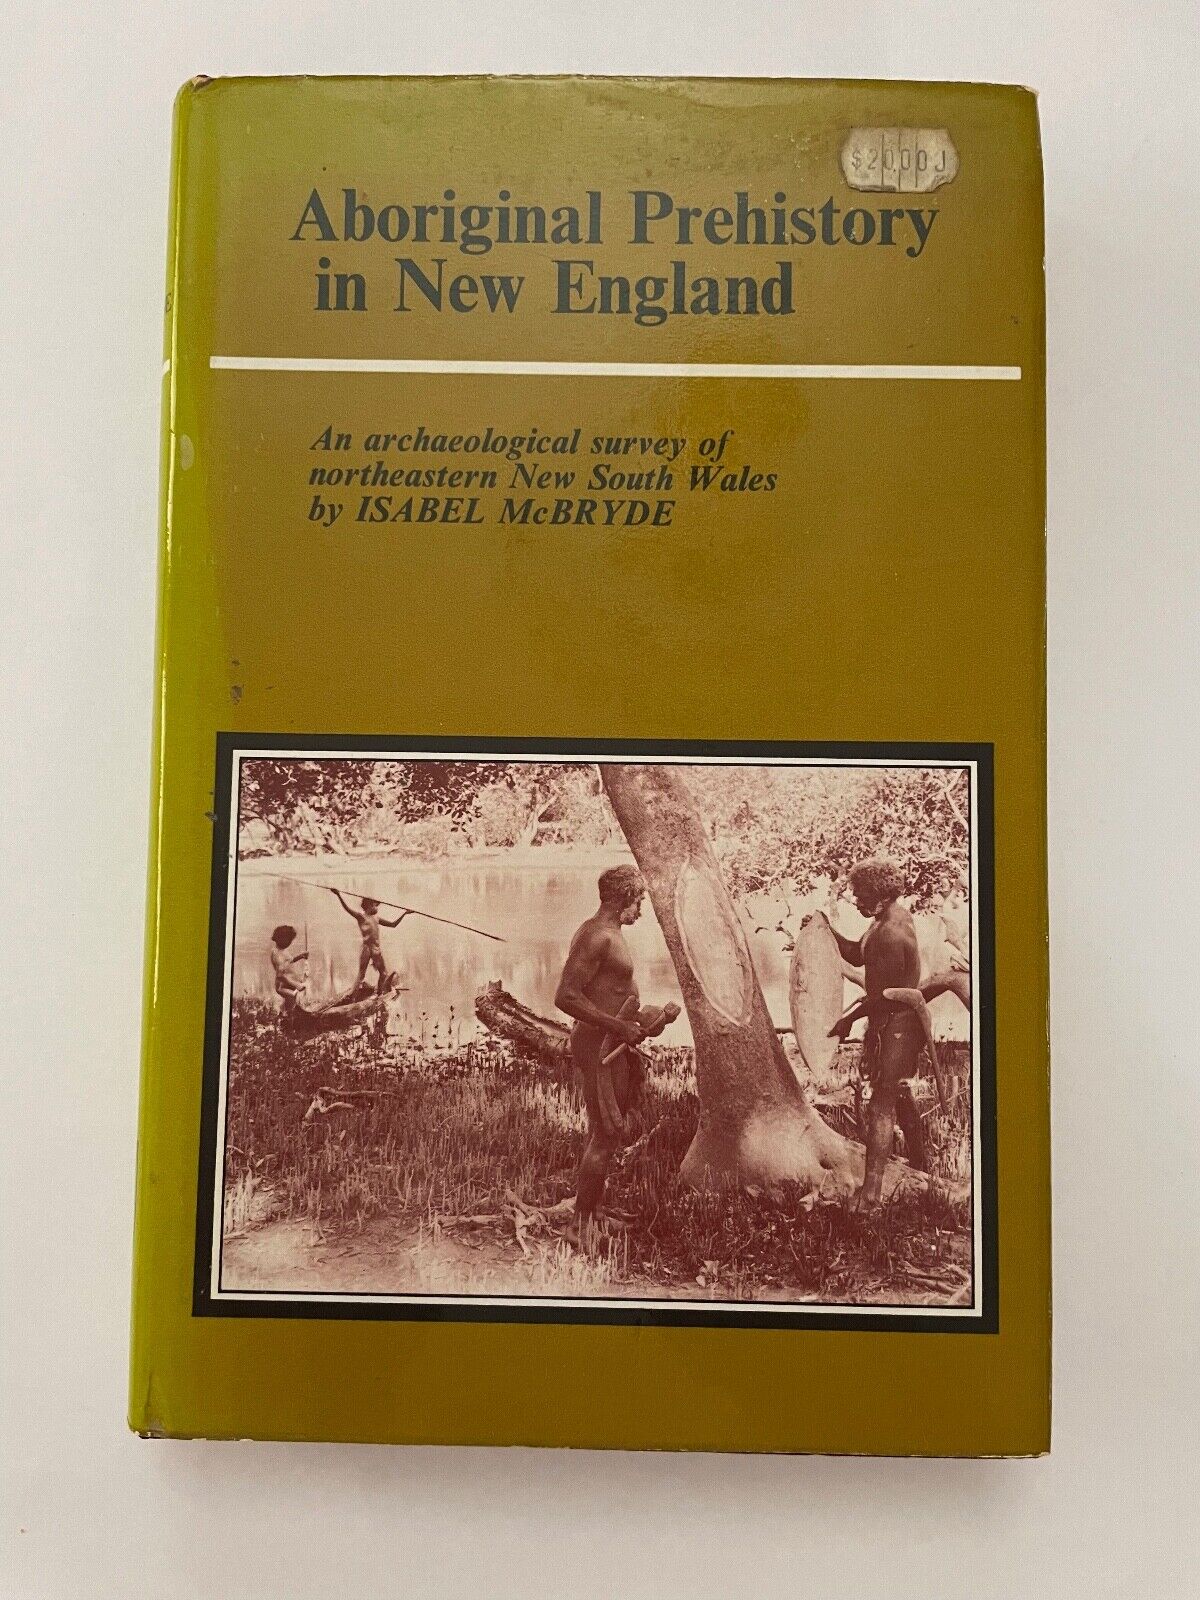 $20.00J
Aboriginal Prehistory
in New England
An archaeological survey of
northeastern New South Wales
by ISABEL McBRYDE